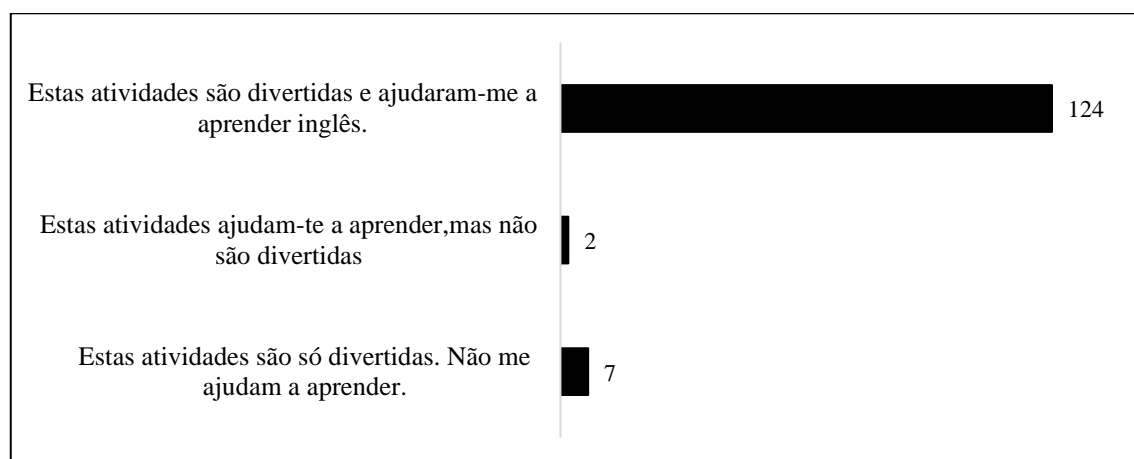 Estas atividades são divertidas e ajudaram-me a
aprender inglês.
124
Estas atividades ajudam-te a aprender,mas não
são divertidas
2
Estas atividades são só divertidas. Não me
ajudam a aprender.
7